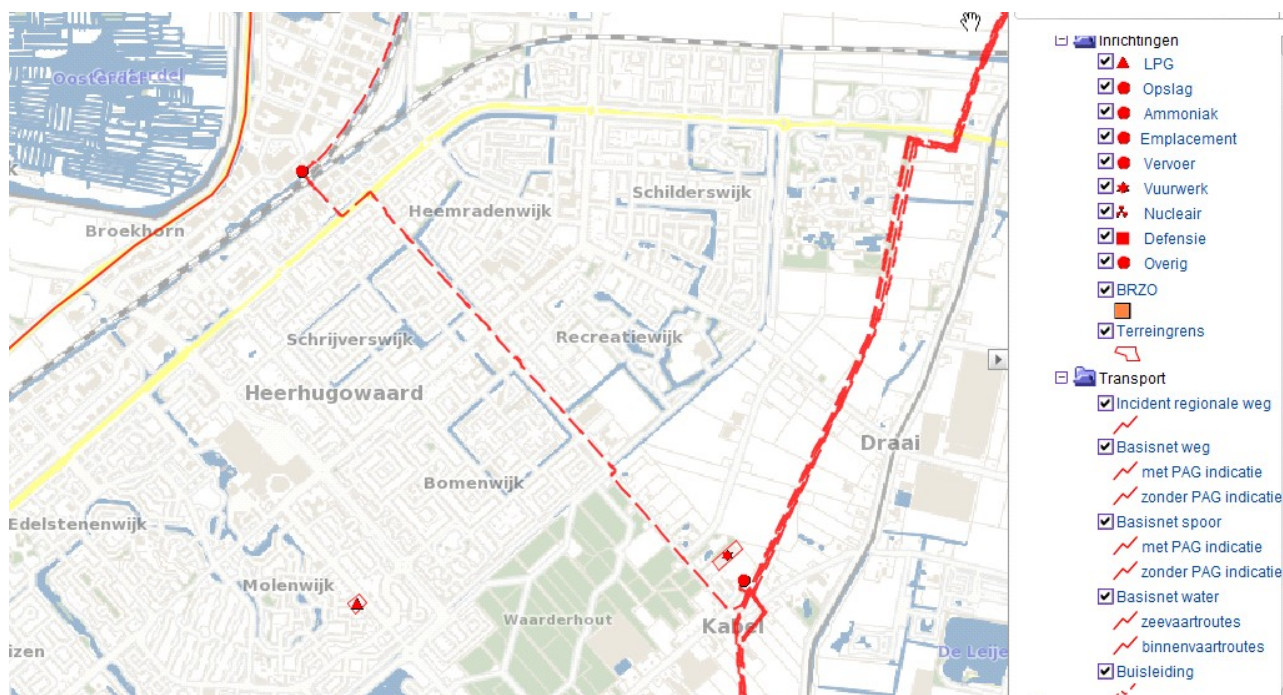 Oosterdel
Oosterdel
k
Broekhorn
Heemradenwijk
Schilderswijk
Schrijverswijk
Recreatiewijk
Heerhugowaard
Draai
Bomenwijk
Edelstenenwijk
Molenwijk
Waarderhout
Kabel
izen
De Leije
Inrichtingen
LPG
Opslag
Ammoniak
Emplacement
Vervoer
Vuurwerk
Nucleair
Defensie
Overig
BRZO
Terreingrens
Transport
Incident regionale weg
Basisnet weg
met PAG indicatie
zonder PAG indicatie
Basisnet spoor
met PAG indicatie
zonder PAG indicatie
Basisnet water
zeevaartroutes
binnenvaartroutes
Buisleiding